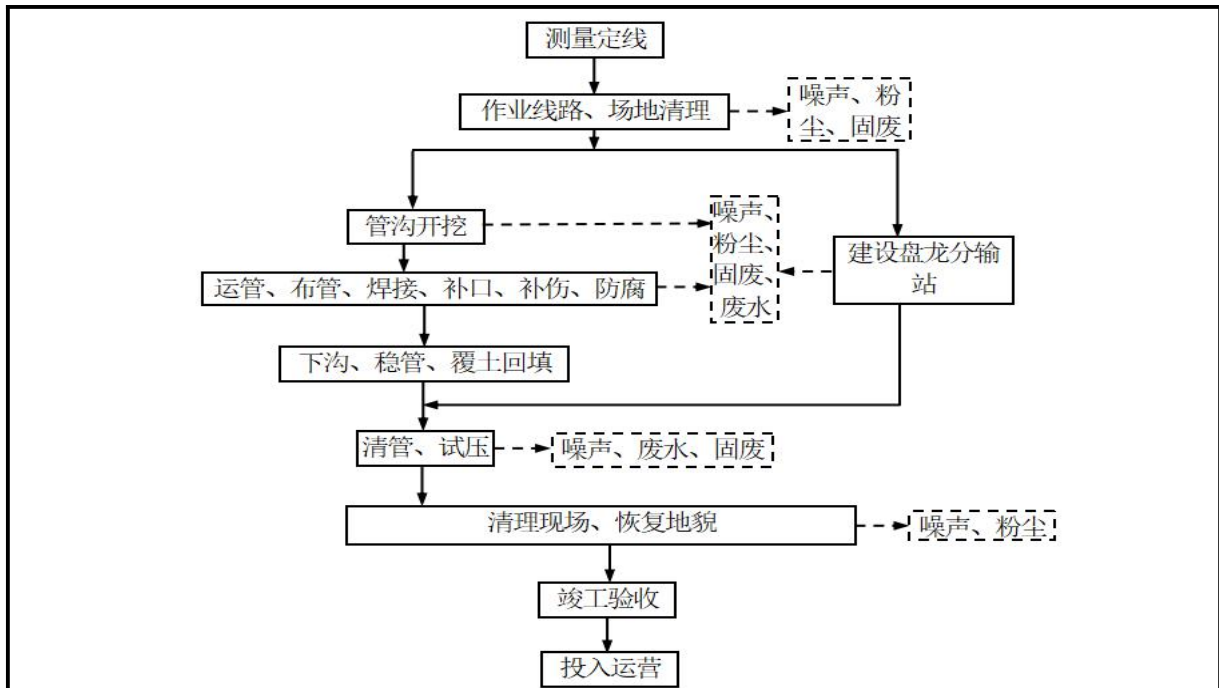 测量定线
作业线路、场地清理
噪声、粉
尘、固废
管沟开挖
噪声、
粉尘、
固废、
废水
建设盘龙分输
站
运管、布管、焊接、补口、补伤、防腐
下沟、稳管、覆土回填
清管、试压
噪声、废水、固废
清理现场、恢复地貌
噪声、粉尘
竣工验收
投入运营